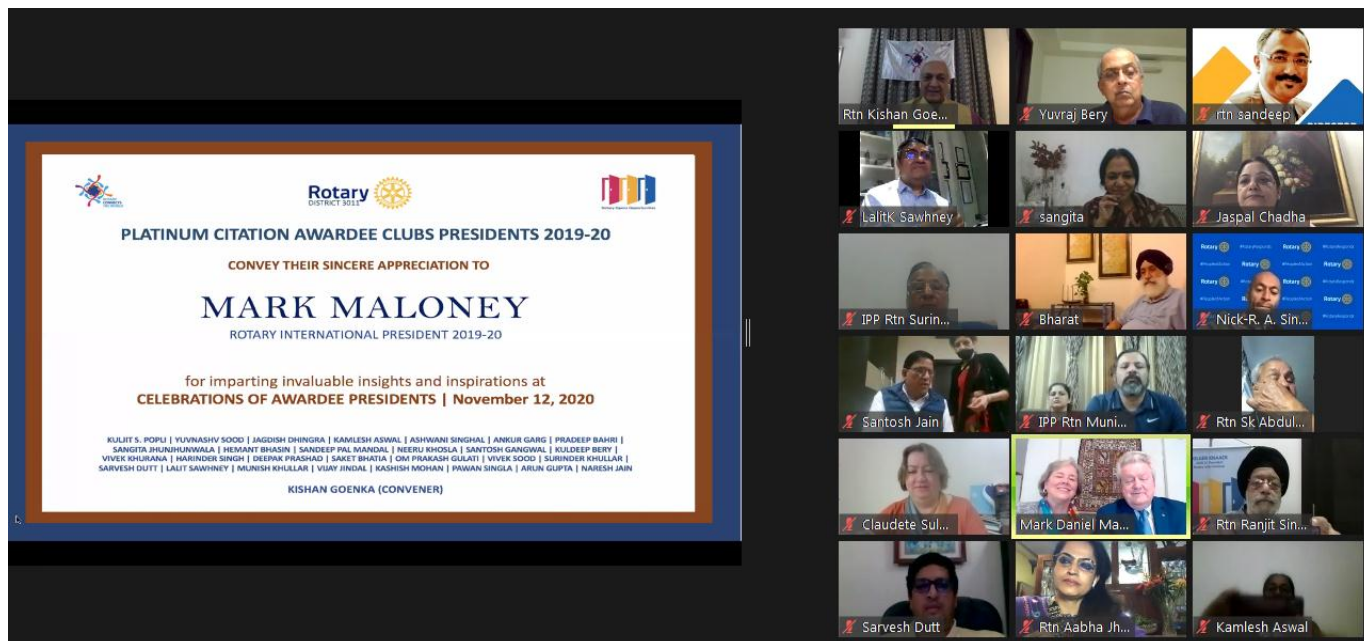 Rotary
DISTRICT 3011
PLATINUM CITATION AWARDEE CLUBS PRESIDENTS 2019-20
CONVEY THEIR SINCERE APPRECIATION TO
MARK MALONEY
ROTARY INTERNATIONAL PRESIDENT 2019-20
for imparting invaluable insights and inspirations at
CELEBRATIONS OF AWARDEE PRESIDENTS | November 12, 2020
KULJIT S. POPLI | YUVNASHV SOOD | JAGDISH DHINGRA | KAMLESH ASWAL | ASHWANI SINGHAL | ANKUR GARG | PRADEEP BAHRI |
SANGITA JHUNJHUNWALA | HEMANT BHASIN | SANDEEP PAL MANDAL | NEERU KHOSLA | SANTOSH GANGWAL | KULDEEP BERY |
VIVEK KHURANA | HARINDER SINGH | DEEPAK PRASHAD | SAKET BHATIA | OM PRAKASH GULATI | VIVEK SOOD | SURINDER KHULLAR |
SARVESH DUTT | LALIT SAWHNEY | MUNISH KHULLAR | VIJAY JINDAL | KASHISH MOHAN | PAWAN SINGLA | ARUN GUPTA | NARESH JAIN
KISHAN GOENKA (CONVENER)
Rtn Kishan Goe...
Yuvraj Bery
rtn sandeep
LalitK Sawhney
sangita
Jaspal Chadha
IPP Rtn Surin...
Bharat
Rotary
Rotary
Rotary
Rotary
Nick-R. A. Sin...
Santosh Jain
IPP Rtn Muni...
Rtn Sk Abdul...
Claudete Sul...
Mark Daniel Ma...
Rtn Ranjit Sin...
Sarvesh Dutt
Rtn Aabha Jh...
Kamlesh Aswal